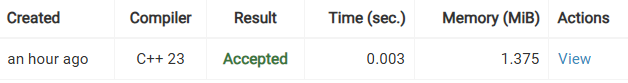 Created Compiler Result Time (sec.) Memory (MiB) Actions
an hour ago C++ 23 Accepted 0.003 1.375 View